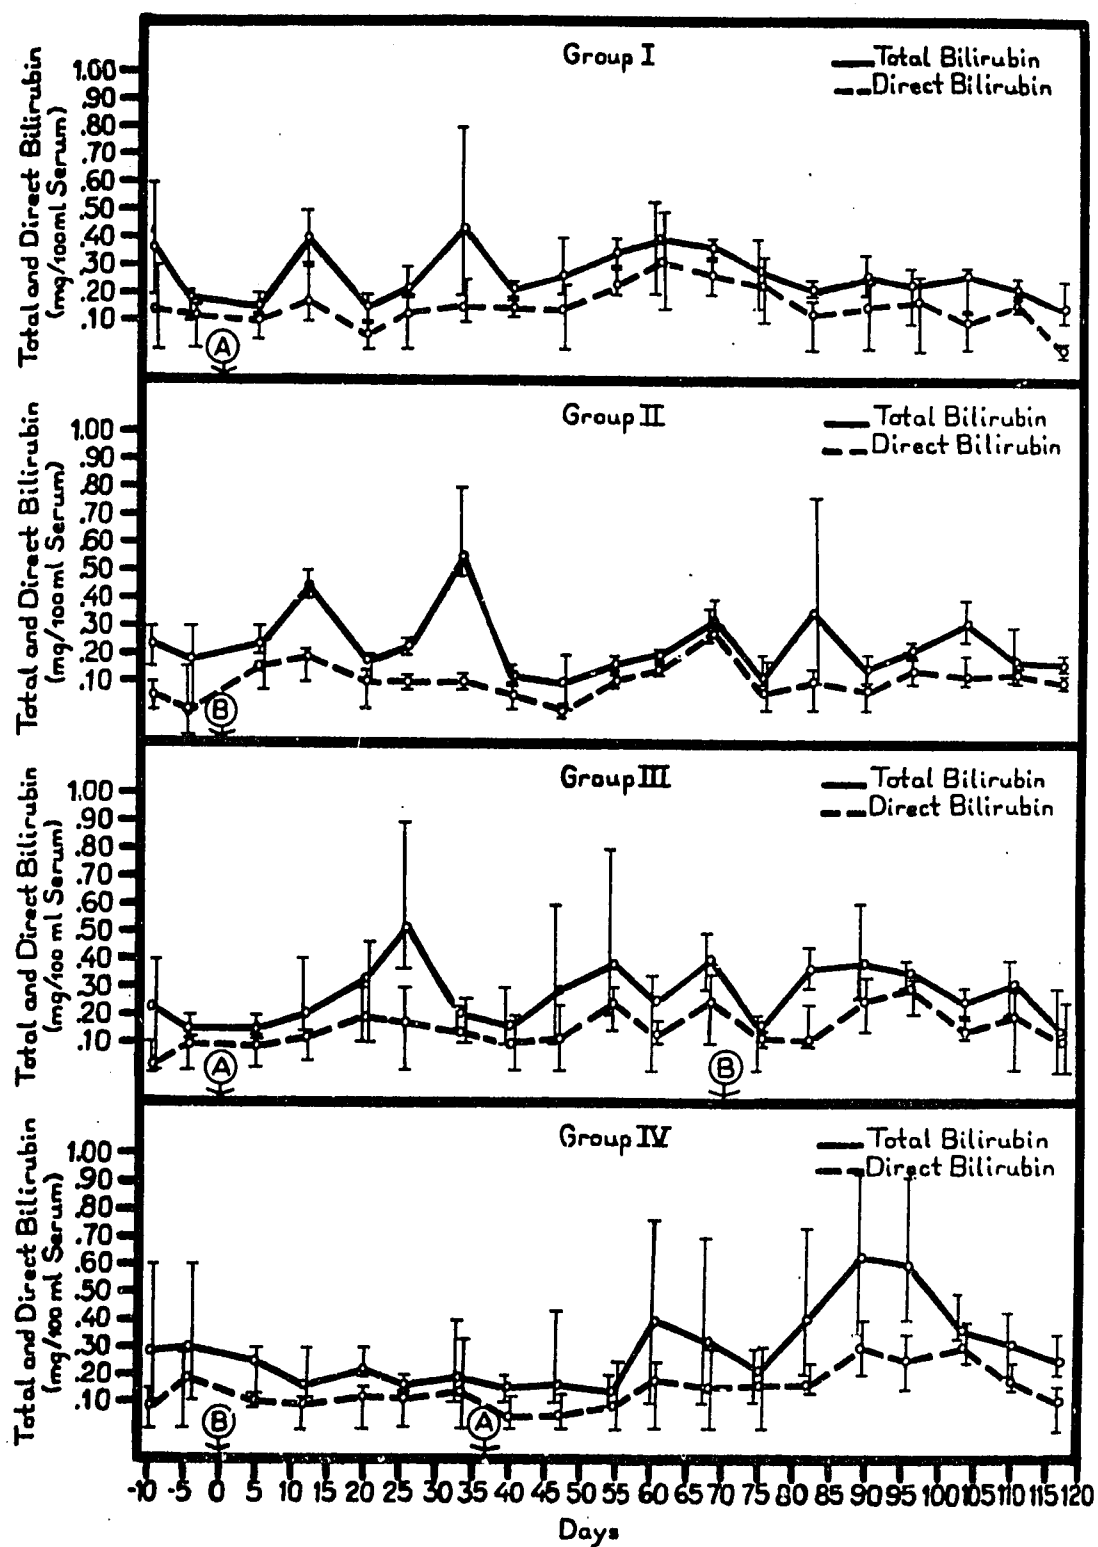 Group I
Total Bilirubin
Direct Bilirubin
Total and Direct Bilirubin
(mg/100ml Serum)
1.00
.90
.80
.70
.60
.50
.40
.30
.20
.10
A
Group II
Total Bilirubin
Direct Bilirubin
Total and Direct Bilirubin
(mg/100ml Serum)
1.00
.90
.80
.70
.60
.50
.40
.30
.20
.10
B
Group III
Total Bilirubin
Direct Bilirubin
Total and Direct Bilirubin
(mg/100 ml Serum)
1.00
.90
.80
.70
.60
.50
.40
.30
.20
.10
A
B
Group IV
Total Bilirubin
Direct Bilirubin
Total and Direct Bilirubin
(mg/100 ml Serum)
1.00
.90
.80
.70
.60
.50
.40
.30
.20
.10
B
A
-10 -5 0 5 10 15 20 25 30 35 40 45 50 55 60 65 70 75 80 85 90 95 100 105 110 115 120
Days